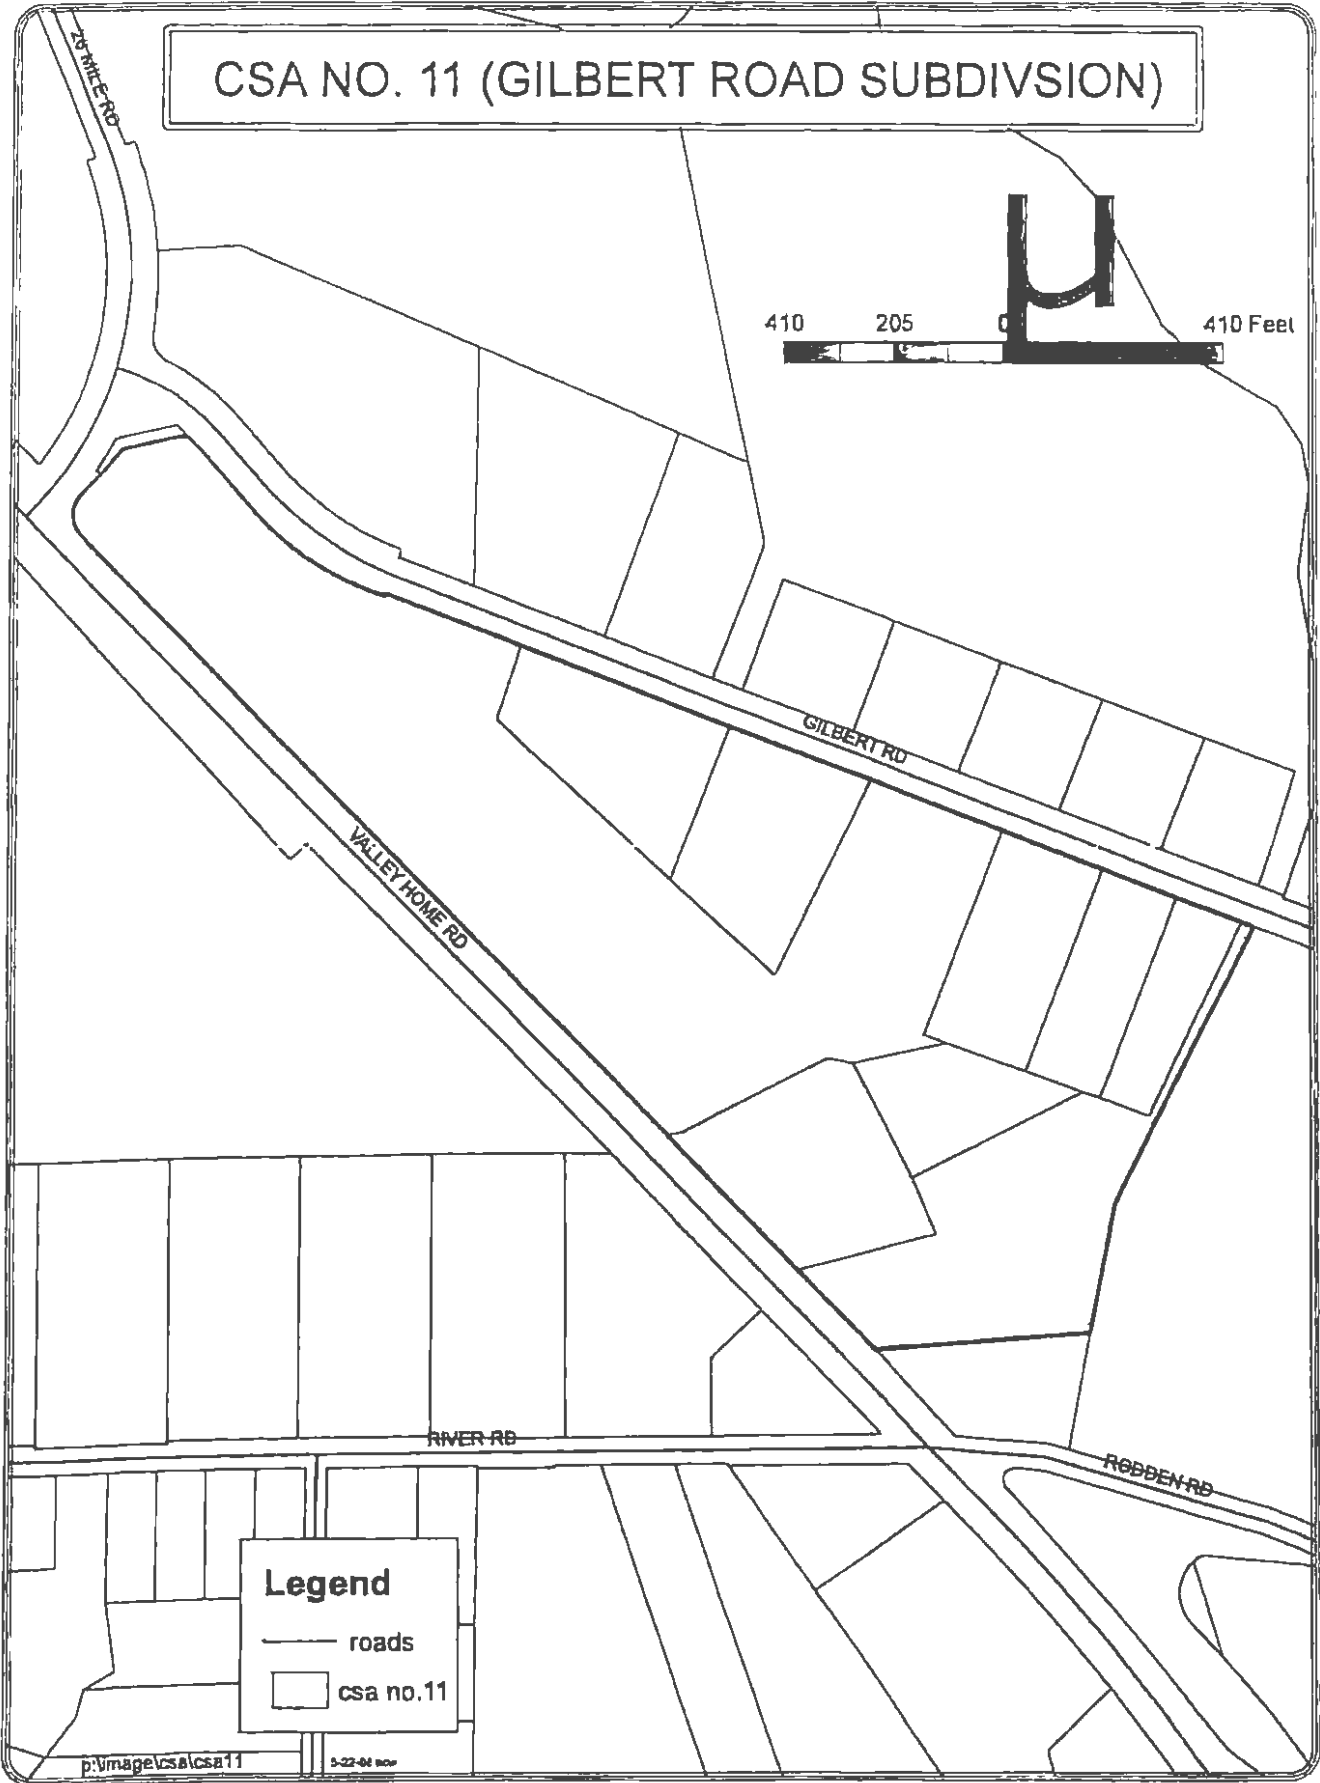 26 MILE RD
CSA NO. 11 (GILBERT ROAD SUBDIVSION)
410 205 0 410 Feet
GILBERT RD
VALLEY HOME RD
RIVER RD
RODDEN RD
Legend
roads
csa no.11
p:\image\csa\csa11